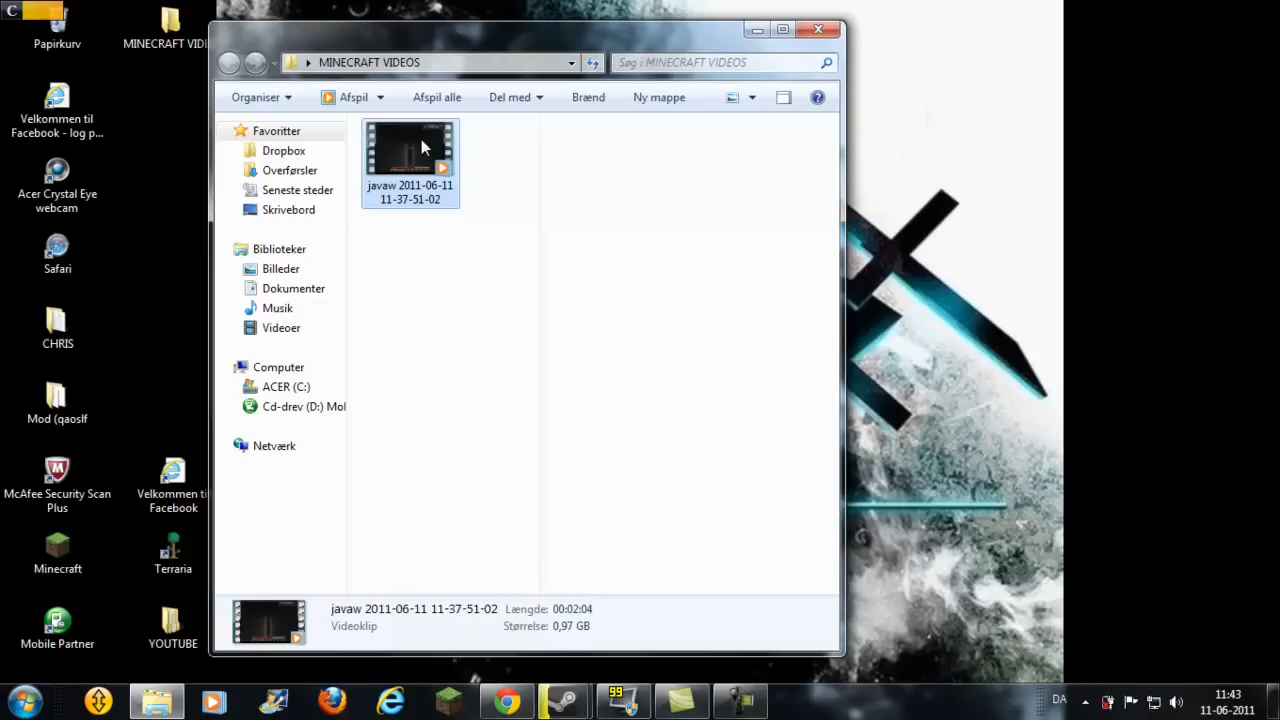 C
Papirkurv
MINECRAFT VID
Velkommen til
Facebook - log p...
Acer Crystal Eye
webcam
Safari
CHRIS
Mod (qaoslf
McAfee Security Scan
Plus
Velkommen ti
Facebook
Minecraft
Terraria
Mobile Partner
YOUTUBE
MINECRAFT VIDEOS
Søg i MINECRAFT VIDEOS
Organiser
Afspil
Afspil alle
Del med
Brænd
Ny mappe
Favoritter
Dropbox
Overførsler
Seneste steder
Skrivebord
Biblioteker
Billeder
Dokumenter
Musik
Videoer
Computer
ACER (C:)
Cd-drev (D:) Mol
Netværk
javaw 2011-06-11
11-37-51-02
javaw 2011-06-11 11-37-51-02
Længde: 00:02:04
Videoklip
Størrelse: 0,97 GB
99
DA
11:43
11-06-2011